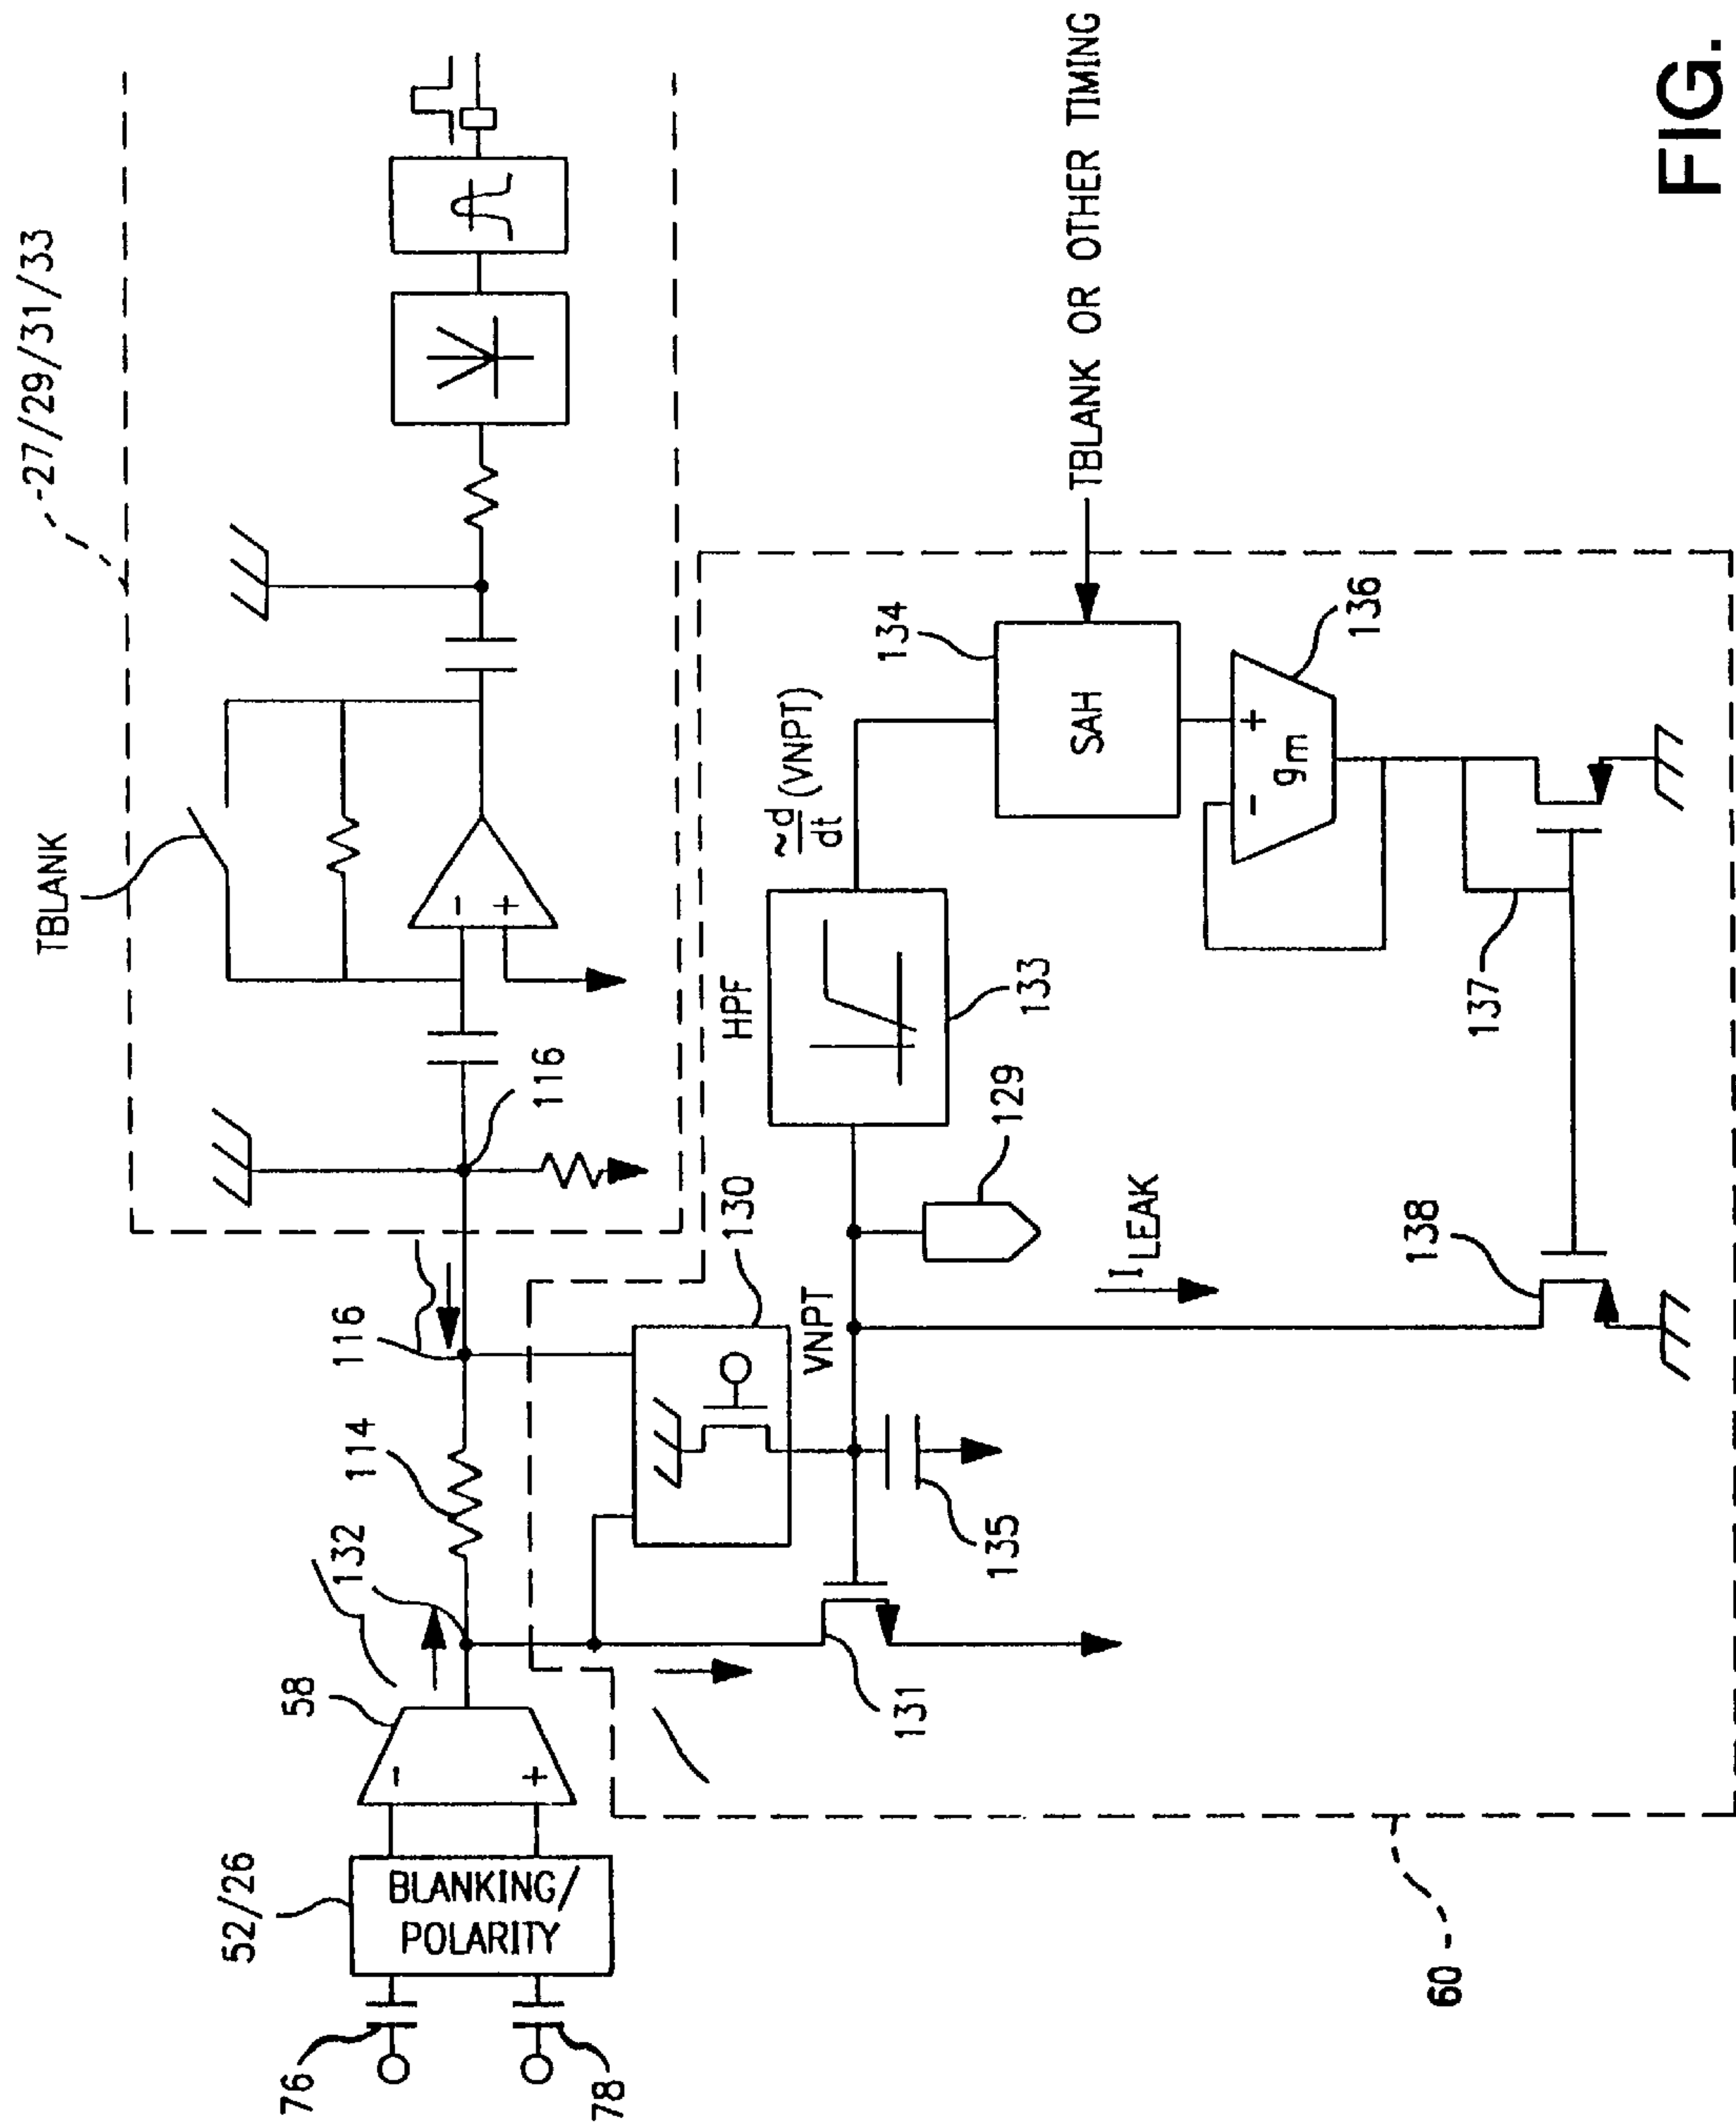 76
78
52/26
BLANKING/
POLARITY
58
-
+
132
114
116
116
TBLANK
-
+
27/29/31/33
130
131
135
VNPT
129
HPF
133
≈ d/dt (VNPT)
134
SAH
TBLANK OR OTHER TIMING
-
+
gm
136
137
138
ILEAK
60
FIG.